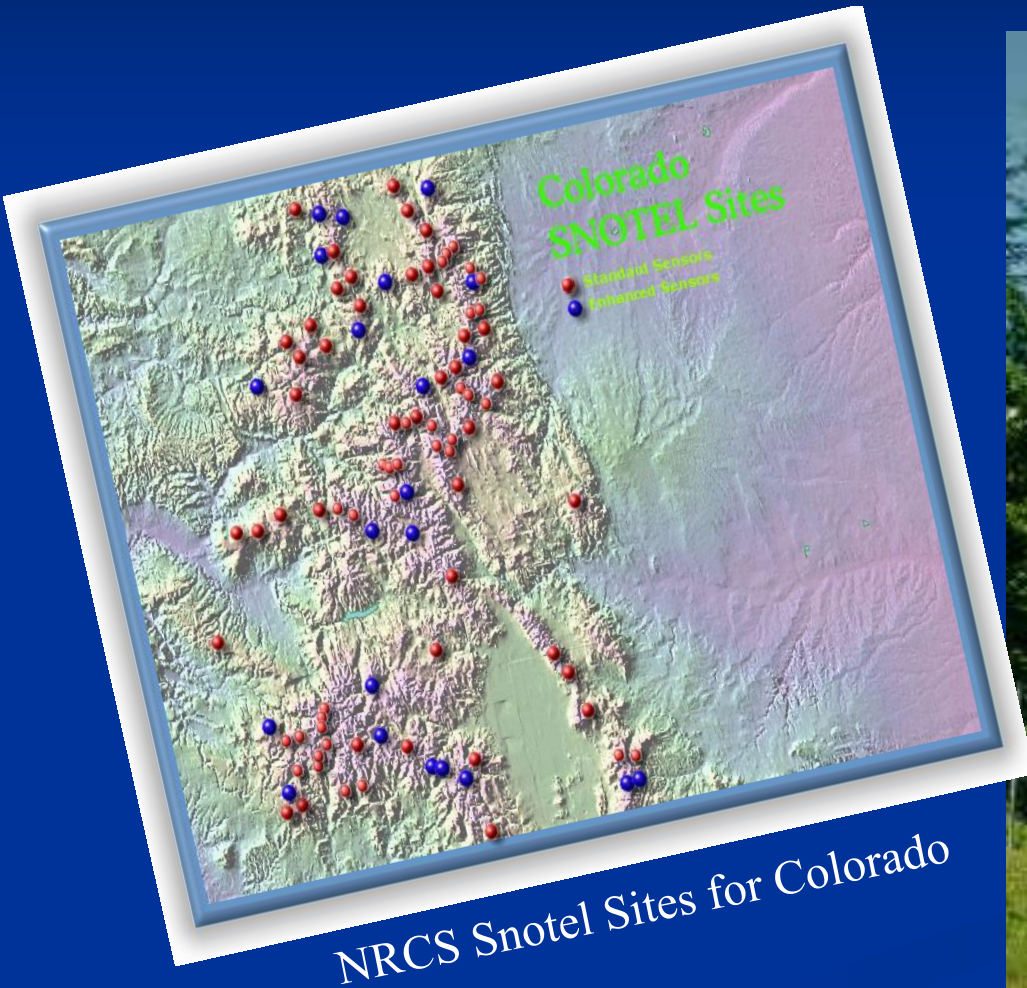 Colorado
SNOTEL Sites
Standard Sensors
Enhanced Sensors
NRCS Snotel Sites for Colorado